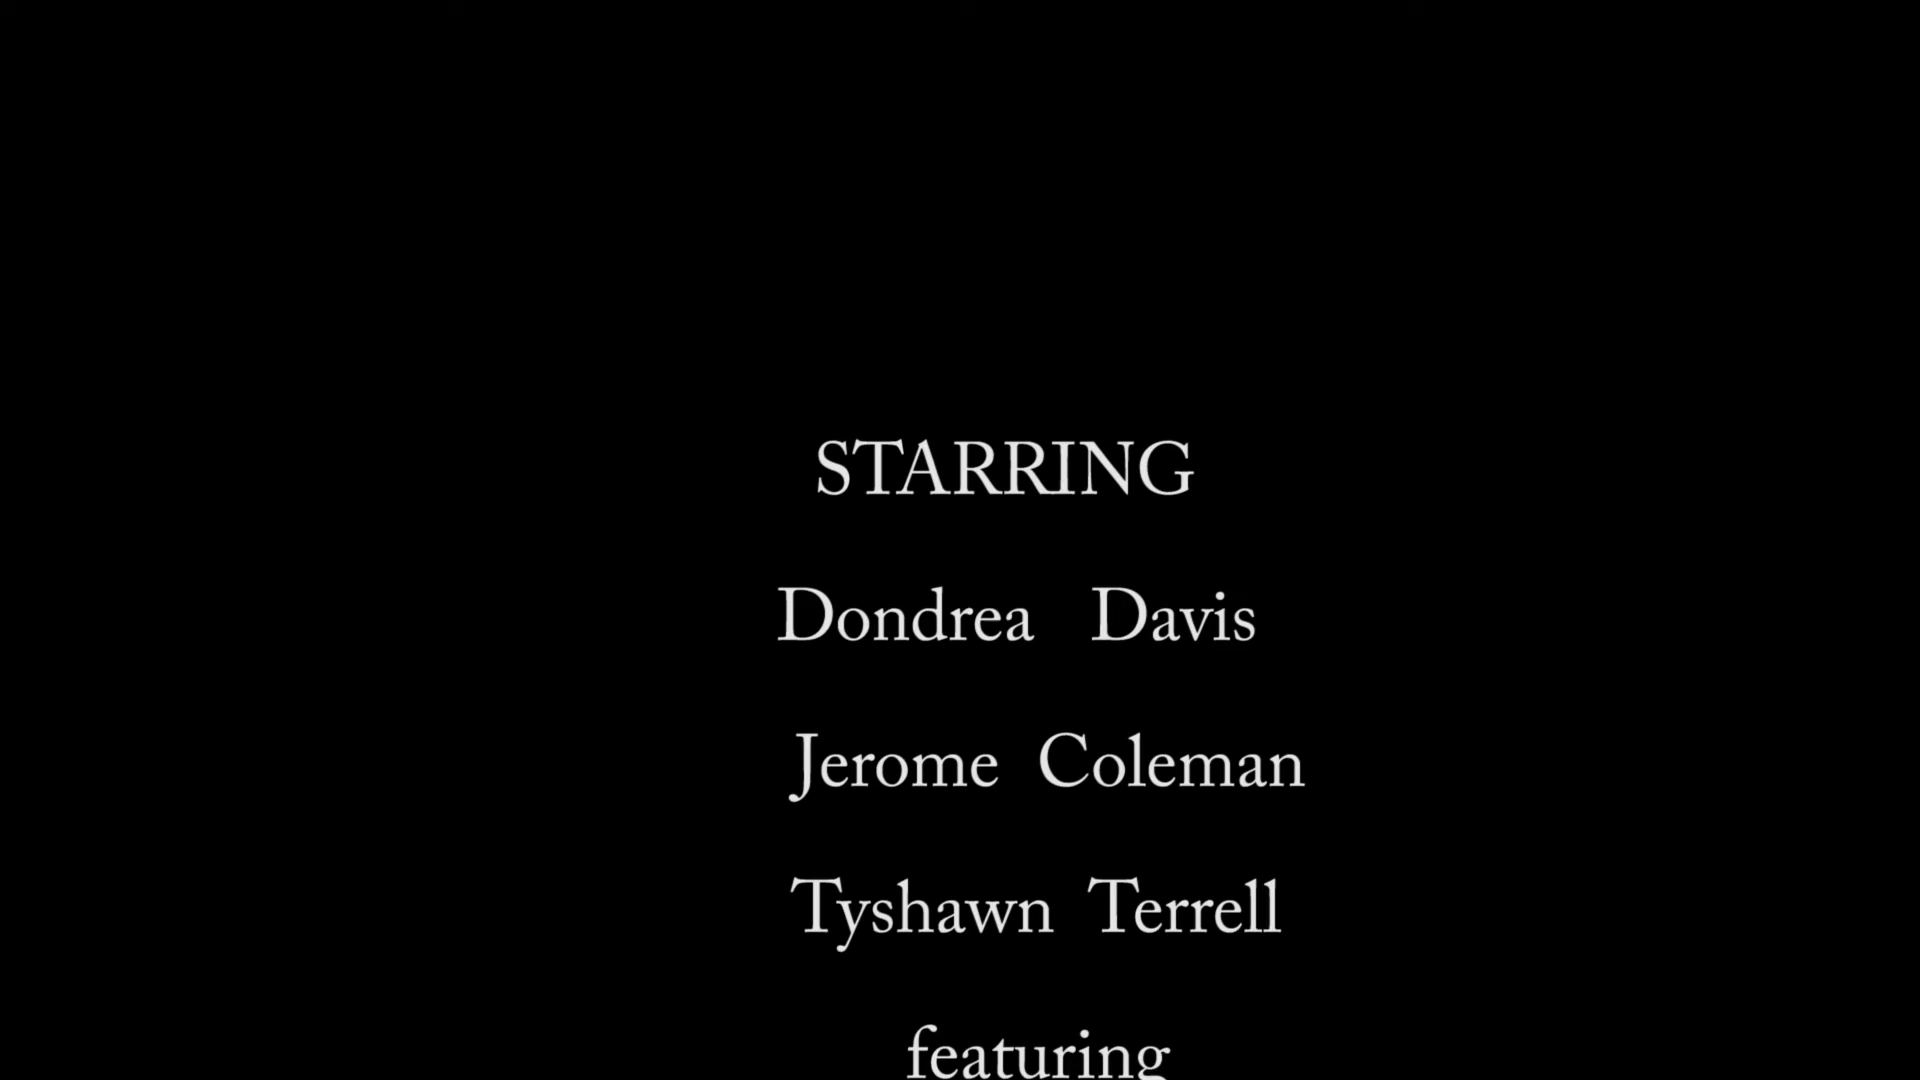 STARRING
Dondrea Davis
Jerome Coleman
Tyshawn Terrell
featuring